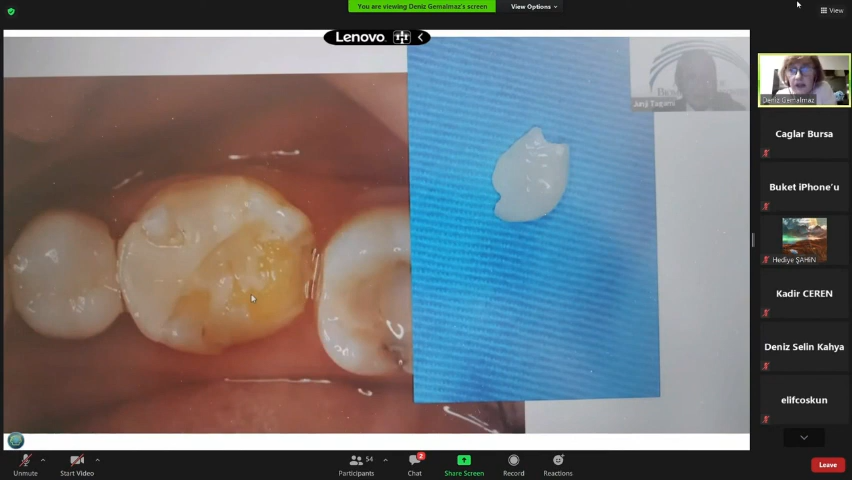 You are viewing Deniz Gemalmaz's screen
View Options
View
Lenovo
Junji Tagami
Deniz Gemalmaz
Caglar Bursa
Buket iPhone'u
Hediye ŞAHİN
Kadir CEREN
Deniz Selin Kahya
elifcoskun
Unmute
Start Video
54
Participants
2
Chat
Share Screen
Record
Reactions
Leave